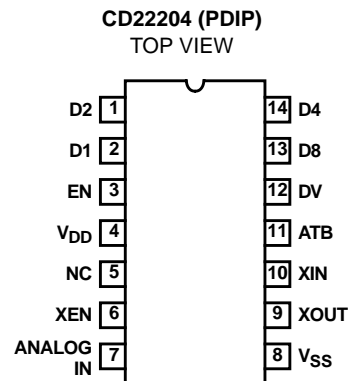 CD22204 (PDIP)
TOP VIEW
D2 1 14 D4
D1 2 13 D8
EN 3 12 DV
VDD 4 11 ATB
NC 5 10 XIN
XEN 6 9 XOUT
ANALOG IN 7 8 VSS